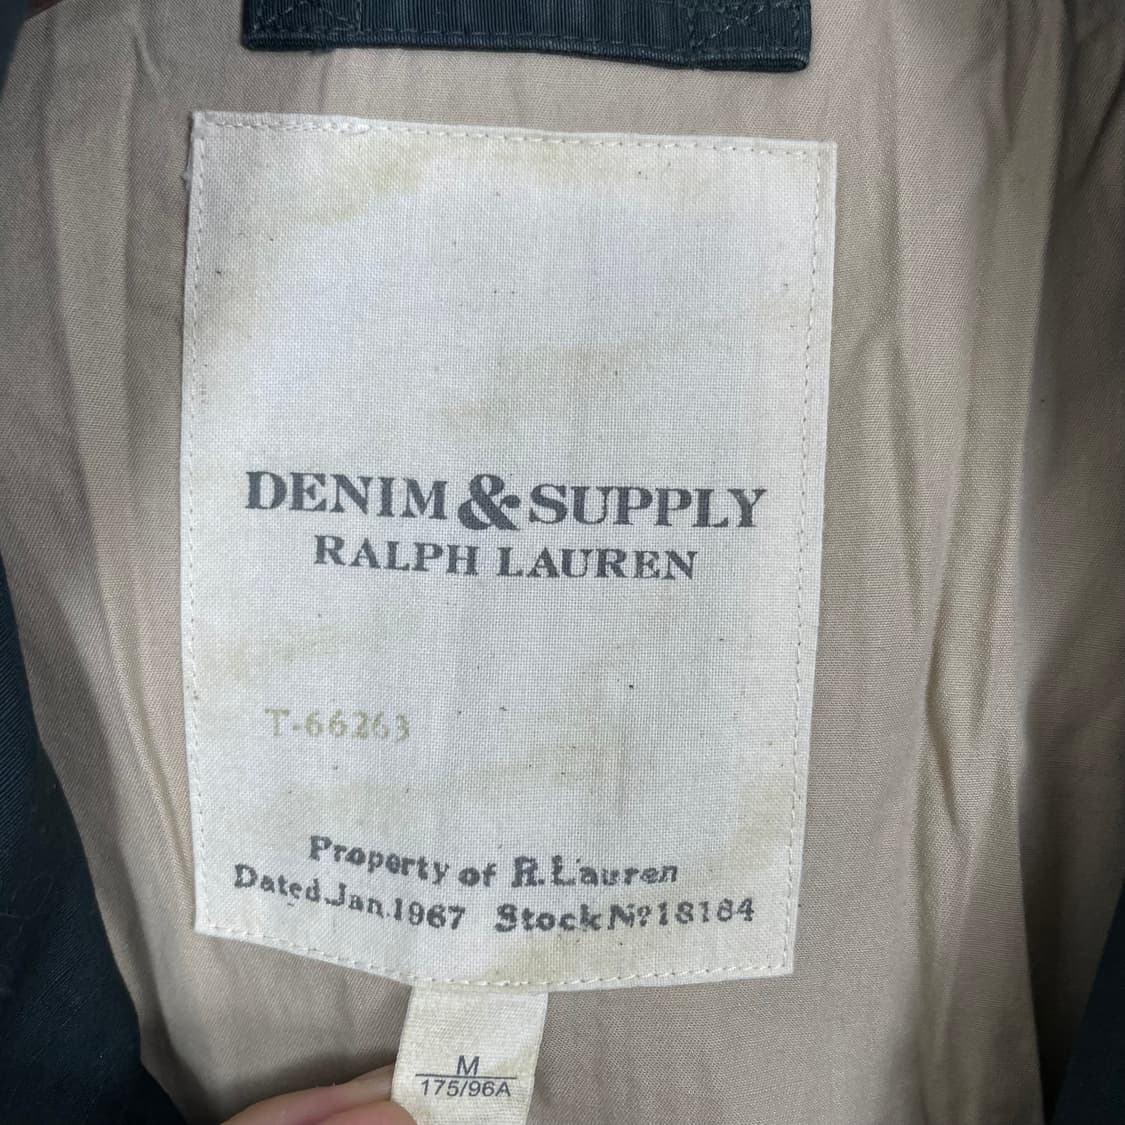 DENIM & SUPPLY
RALPH LAUREN
T-66263
Property of R. Lauren
Dated Jan. 1967 Stock Nº 18184
M
175/96A